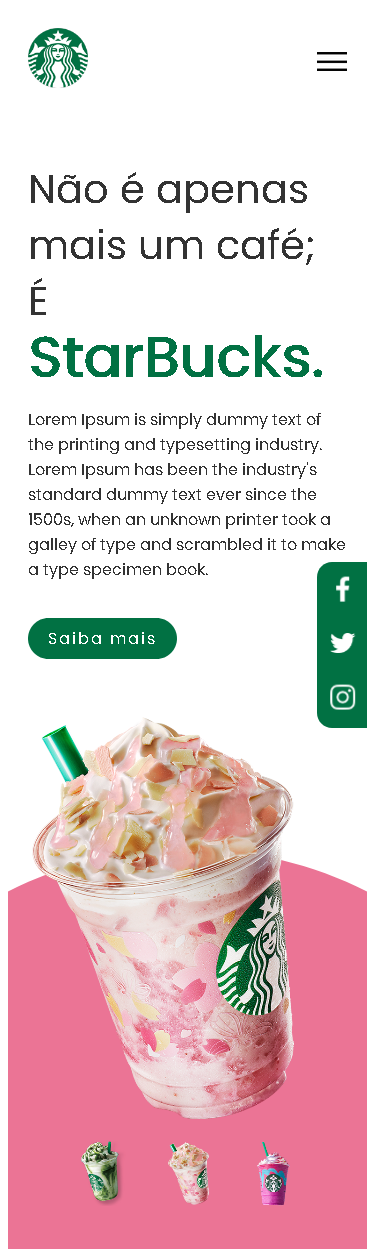 Não é apenas
mais um café;
É
StarBucks.
Lorem Ipsum is simply dummy text of
the printing and typesetting industry.
Lorem Ipsum has been the industry's
standard dummy text ever since the
1500s, when an unknown printer took a
galley of type and scrambled it to make
a type specimen book.
Saiba mais